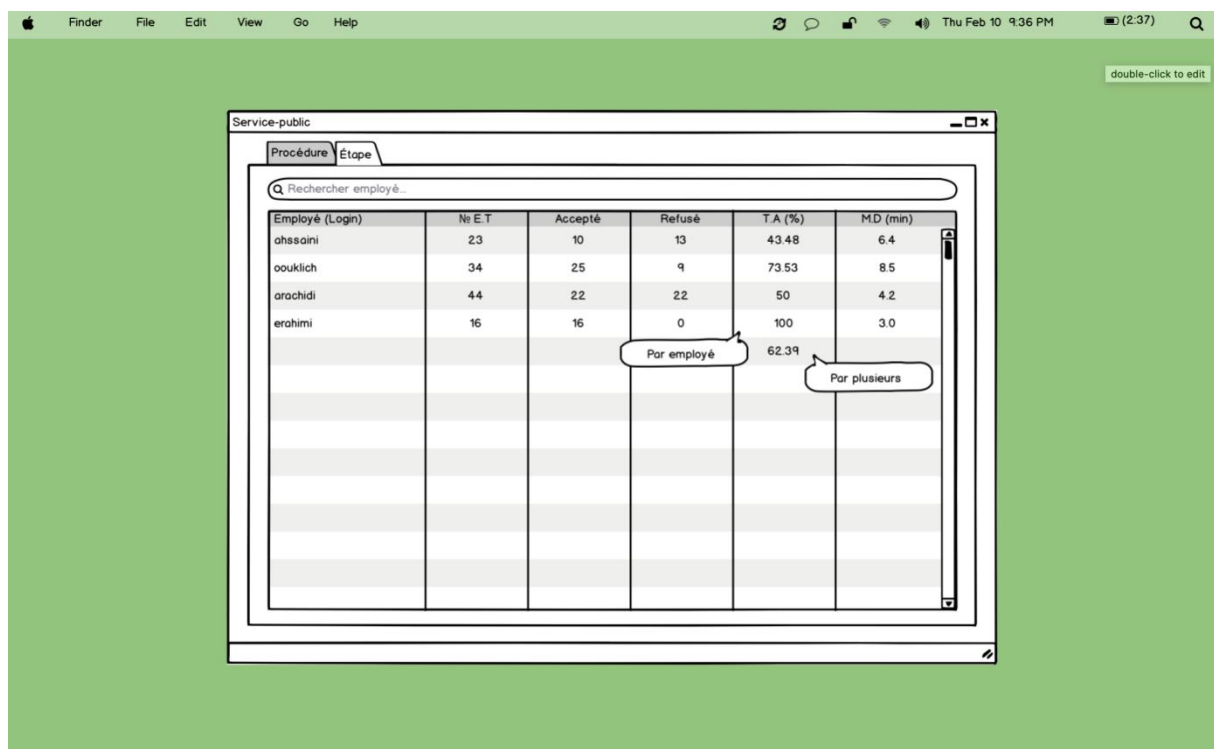 Finder File Edit View Go Help Thu Feb 10 9:36 PM (2:37)
double-click to edit
Service-public
Procédure Étape
Rechercher employé...
Employé (Login) № E.T Accepté Refusé T.A (%) M.D (min)
ahssaini 23 10 13 43.48 6.4
oouklich 34 25 9 73.53 8.5
arachidi 44 22 22 50 4.2
erahimi 16 16 0 100 3.0
Par employé 62.39
Par plusieurs